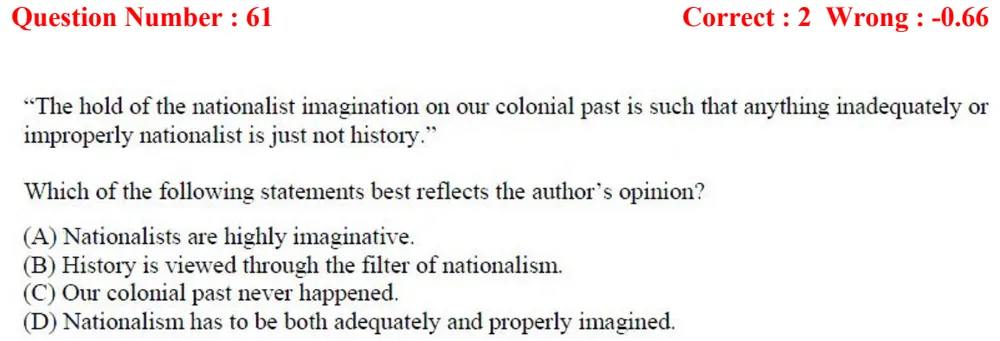 Question Number : 61 Correct : 2 Wrong : -0.66
“The hold of the nationalist imagination on our colonial past is such that anything inadequately or
improperly nationalist is just not history.”
Which of the following statements best reflects the author’s opinion?
(A) Nationalists are highly imaginative.
(B) History is viewed through the filter of nationalism.
(C) Our colonial past never happened.
(D) Nationalism has to be both adequately and properly imagined.